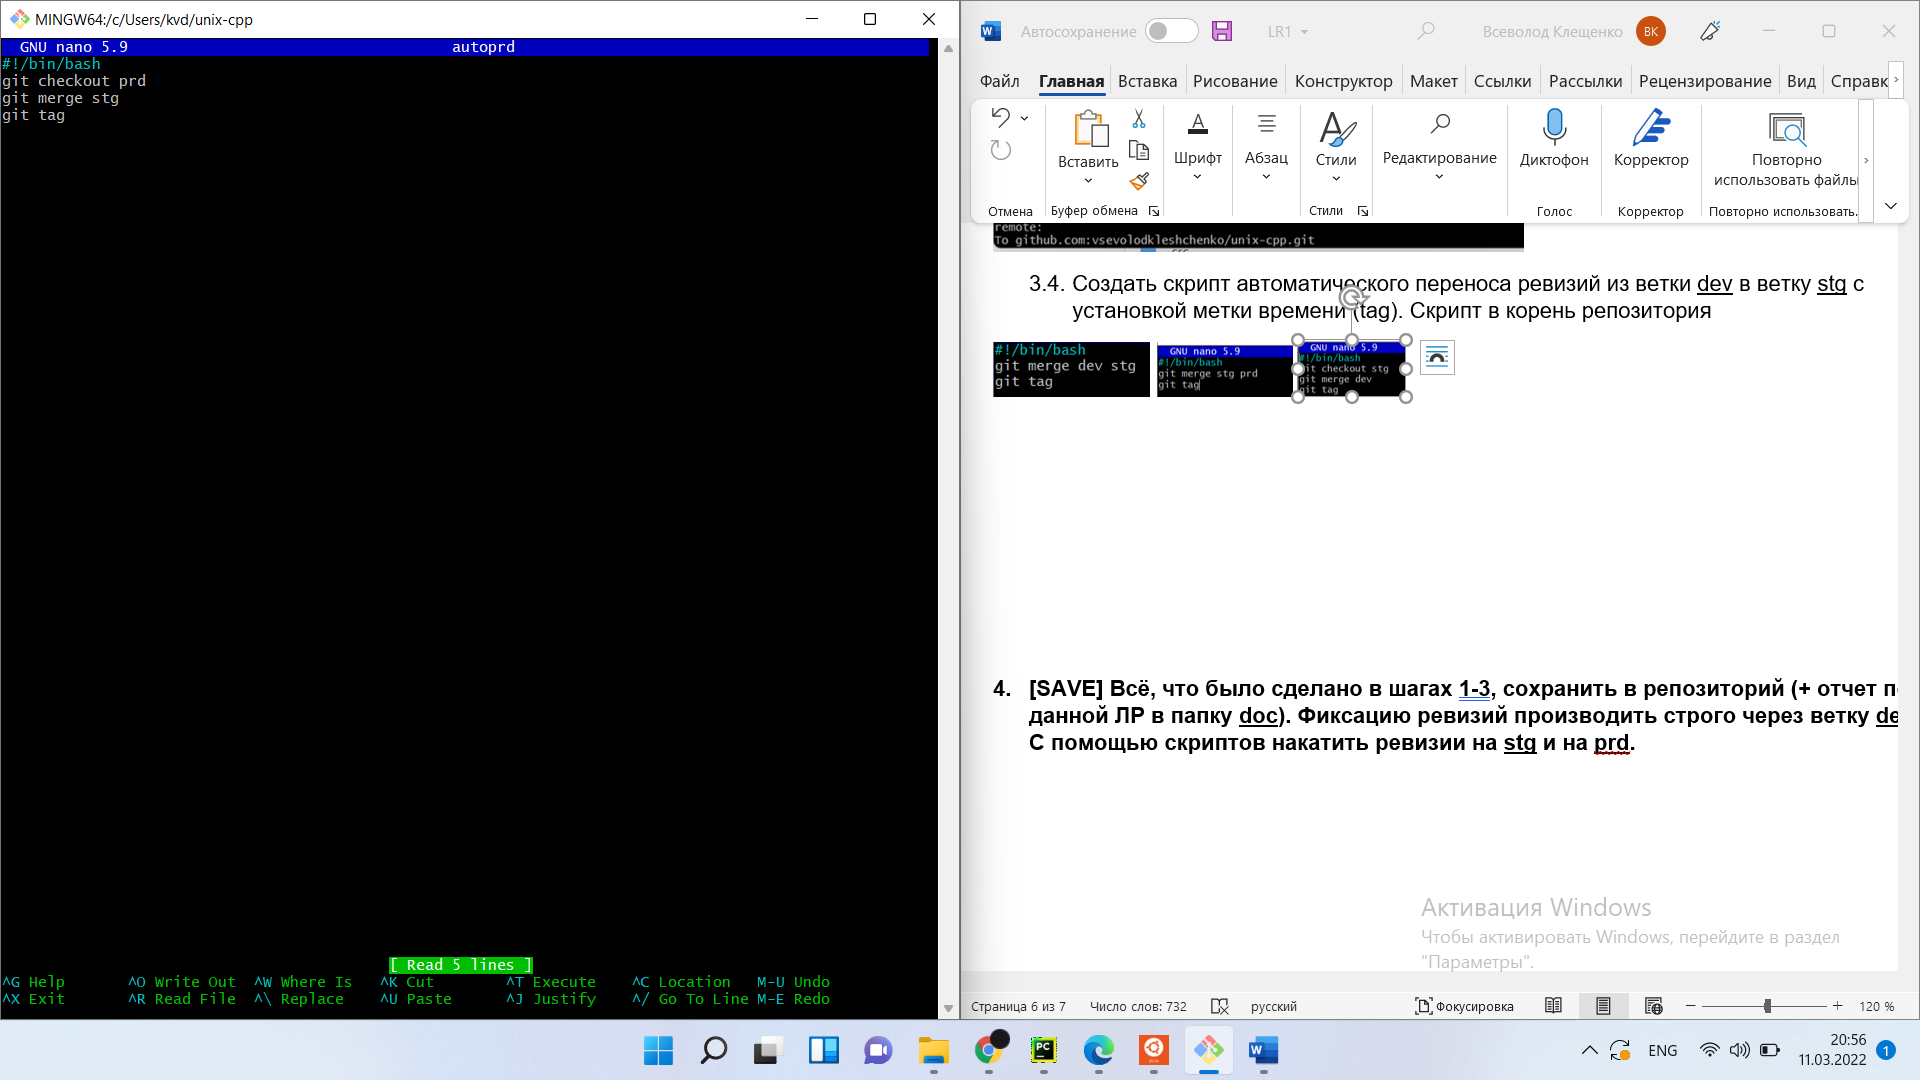 MINGW64:/c/Users/kvd/unix-cpp
GNU nano 5.9 autoprd
#!/bin/bash
git checkout prd
git merge stg
git tag
[ Read 5 lines ]
^G Help ^O Write Out ^W Where Is ^K Cut ^T Execute ^C Location M-U Undo
^X Exit ^R Read File ^\ Replace ^U Paste ^J Justify ^/ Go To Line M-E Redo
Автосохранение LR1 Всеволод Клещенко ВК
Файл Главная Вставка Рисование Конструктор Макет Ссылки Рассылки Рецензирование Вид Справк
Вставить Шрифт Абзац Стили Редактирование Диктофон Корректор Повторно
использовать файлы
Отмена Буфер обмена Стили Голос Корректор Повторно использовать.
remote:
To github.com:vsevolodkleshchenko/unix-cpp.git
3.4. Создать скрипт автоматического переноса ревизий из ветки dev в ветку stg с
установкой метки времени (tag). Скрипт в корень репозитория
#!/bin/bash
git merge dev stg
git tag
GNU nano 5.9
#!/bin/bash
git merge stg prd
git tag
GNU nano 5.9
#!/bin/bash
git checkout stg
git merge dev
git tag
4. [SAVE] Всё, что было сделано в шагах 1-3, сохранить в репозиторий (+ отчет п
данной ЛР в папку doc). Фиксацию ревизий производить строго через ветку de
С помощью скриптов накатить ревизии на stg и на prd.
Активация Windows
Чтобы активировать Windows, перейдите в раздел
"Параметры".
Страница 6 из 7 Число слов: 732 русский Фокусировка 120 %
ENG 20:56
11.03.2022 1